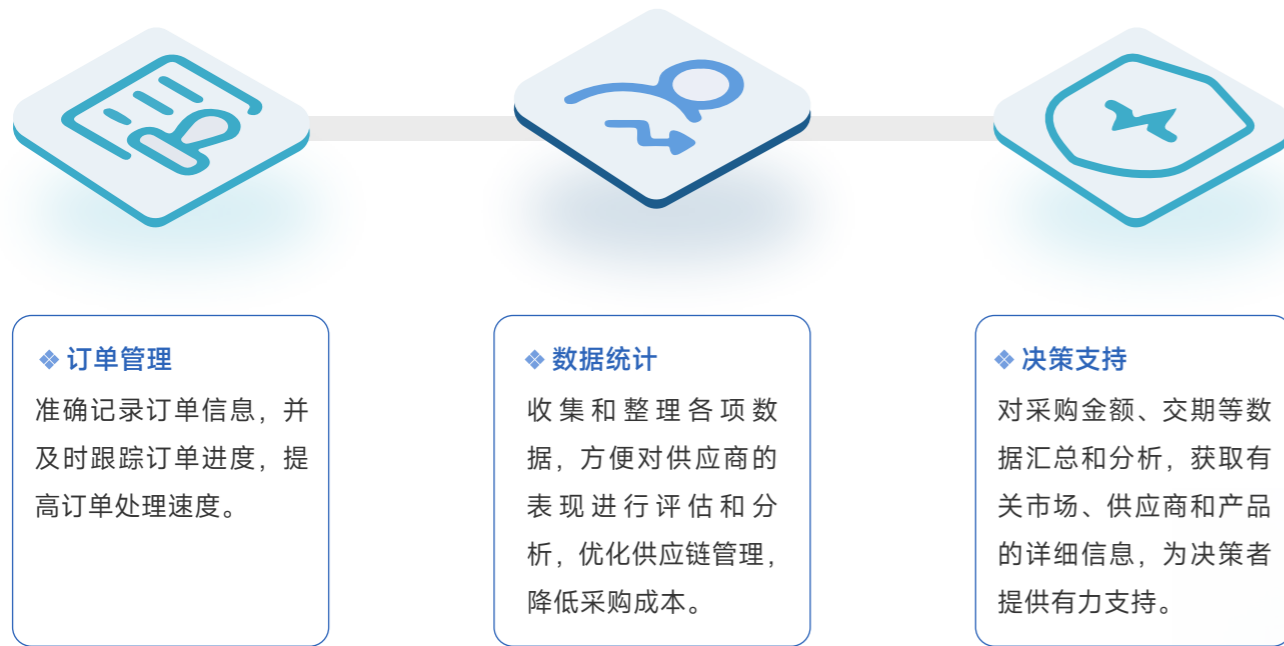 ❖ 订单管理
准确记录订单信息，并
及时跟踪订单进度，提
高订单处理速度。
❖ 数据统计
收集和整理各项数
据，方便对供应商的
表现进行评估和分
析，优化供应链管理，
降低采购成本。
❖ 决策支持
对采购金额、交期等数
据汇总和分析，获取有
关市场、供应商和产品
的详细信息，为决策者
提供有力支持。